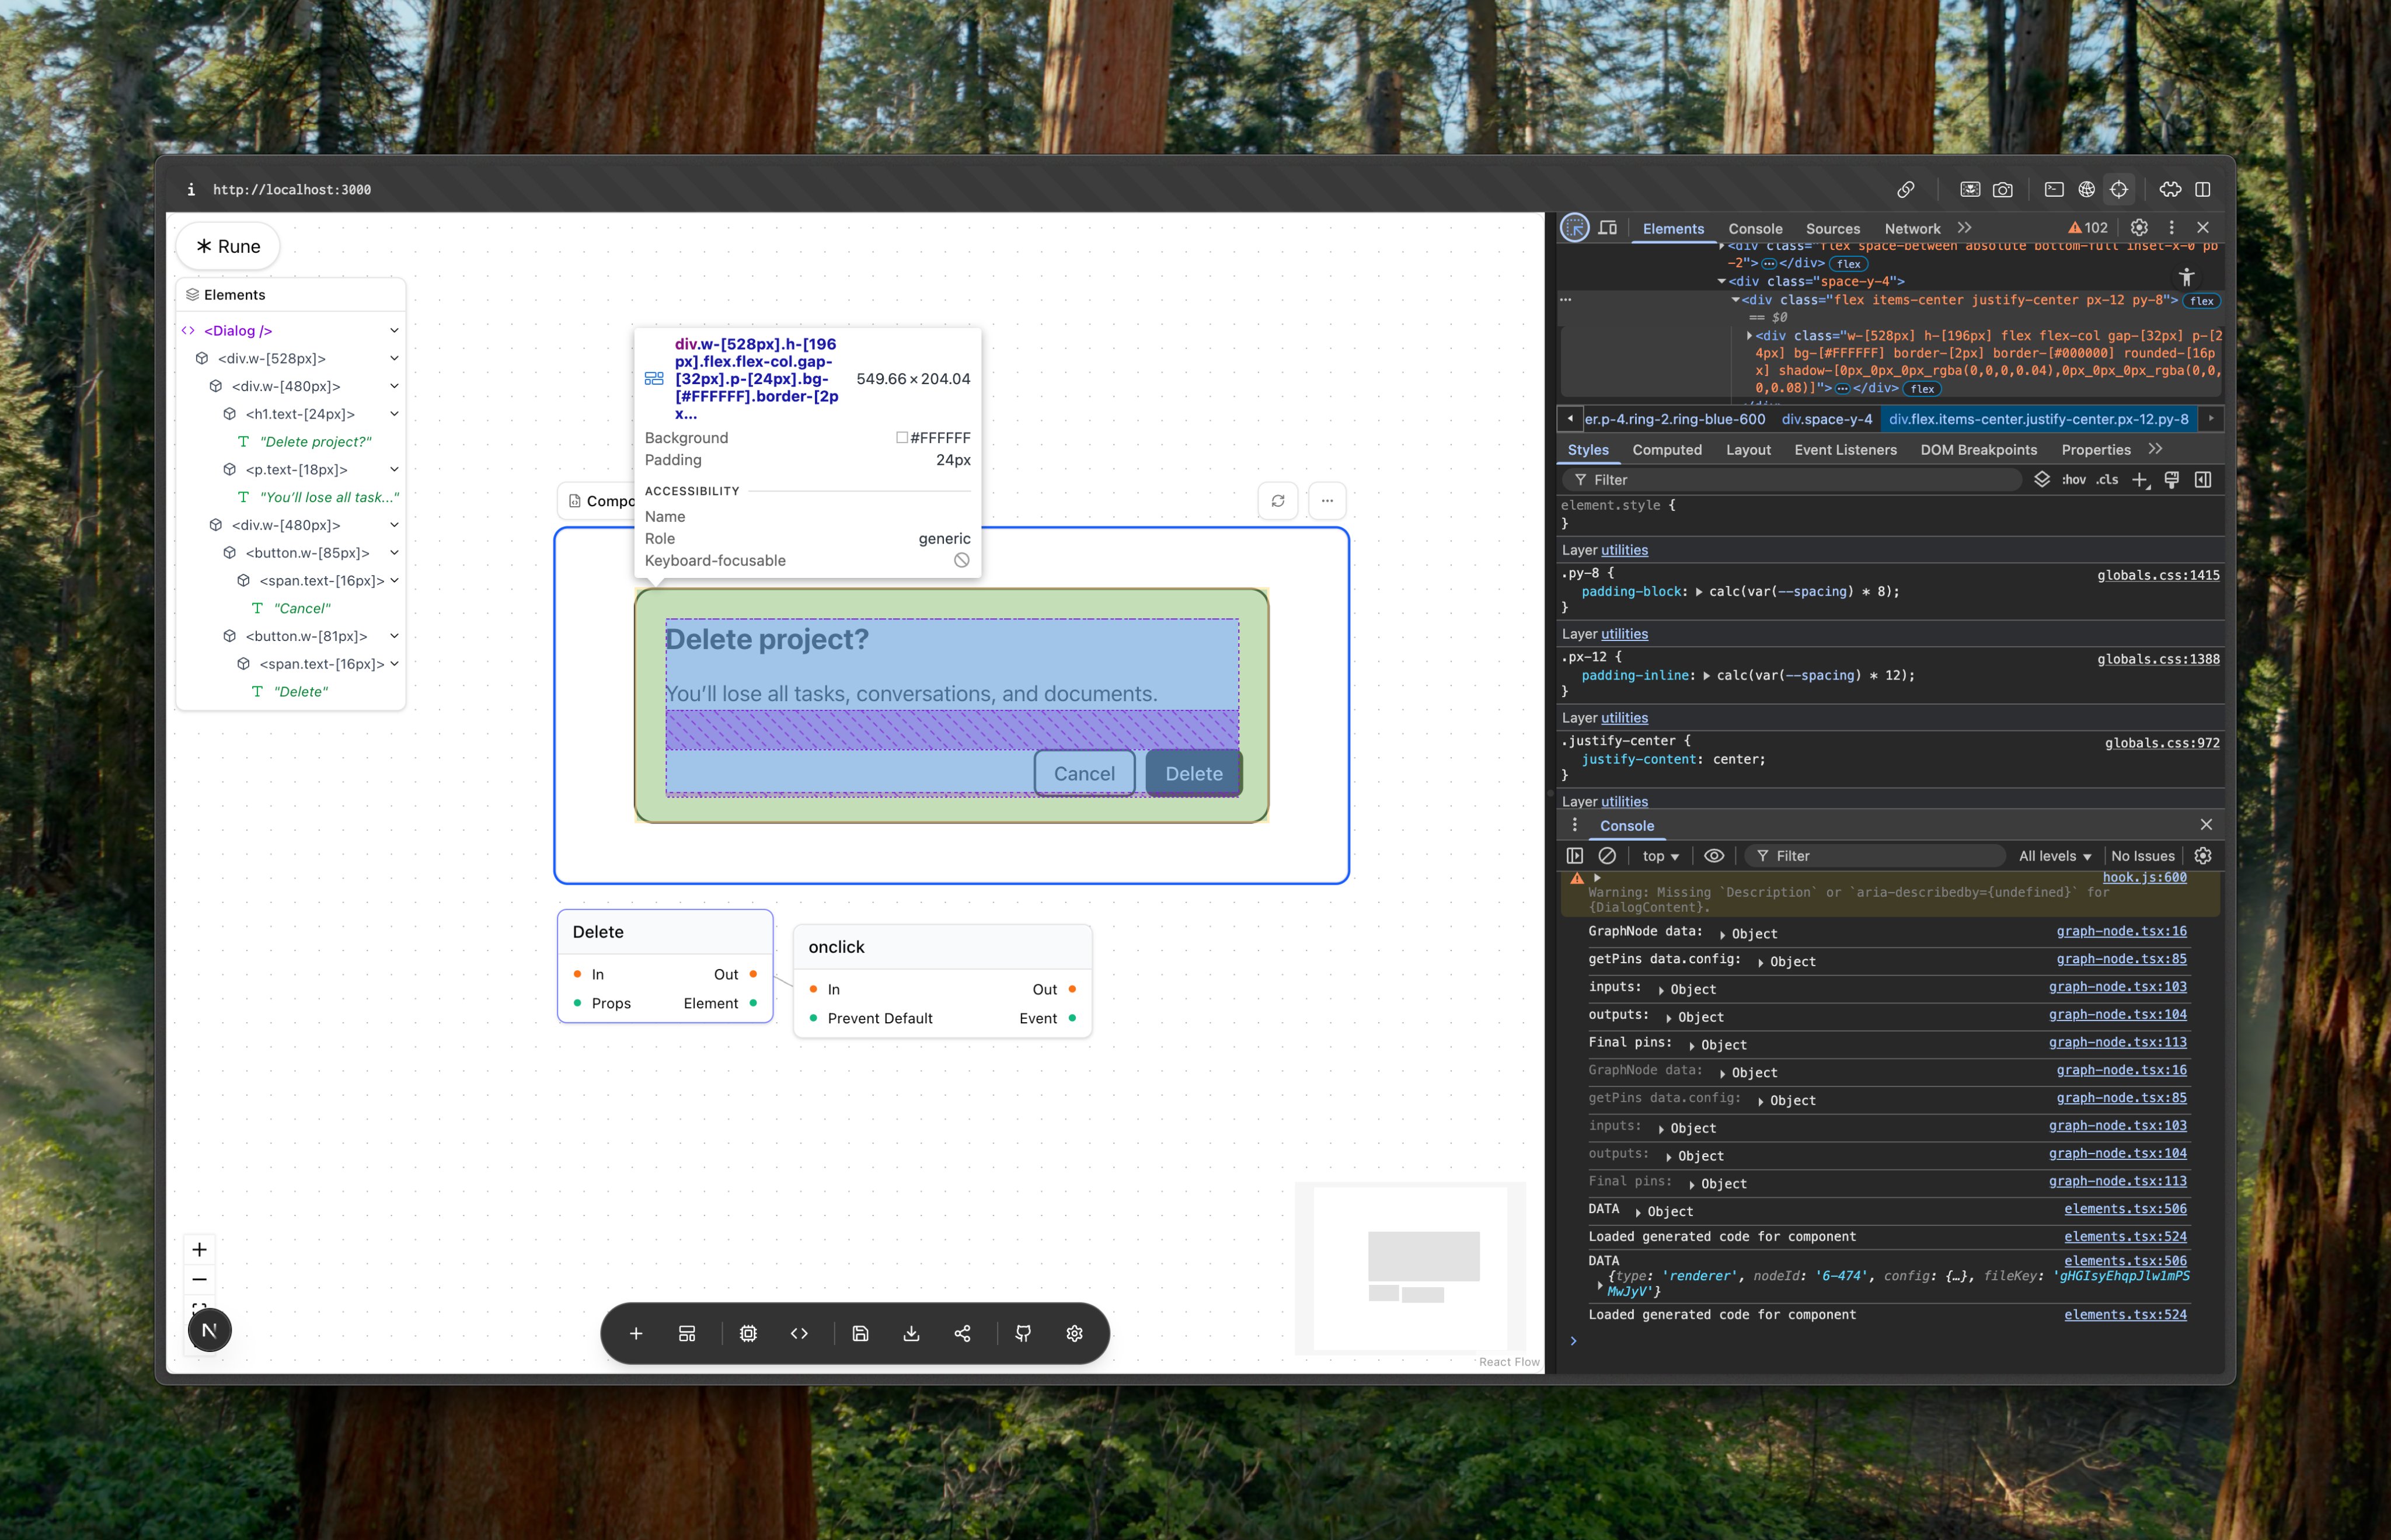 http://localhost:3000
Rune
Elements
<Dialog />
<div.w-[528px]>
<div.w-[480px]>
<h1.text-[24px]>
"Delete project?"
<p.text-[18px]>
"You’ll lose all task..."
<div.w-[480px]>
<button.w-[85px]>
<span.text-[16px]>
"Cancel"
<button.w-[81px]>
<span.text-[16px]>
"Delete"
div.w-[528px].h-[196
px].flex.flex-col.gap-
[32px].p-[24px].bg-
[#FFFFFF].border-[2p
x...
549.66 × 204.04
Background #FFFFFF
Padding 24px
ACCESSIBILITY
Name
Role generic
Keyboard-focusable
Compo
Delete project?
You’ll lose all tasks, conversations, and documents.
Cancel Delete
Delete
In Out
Props Element
onclick
In Out
Prevent Default Event
N
React Flow
Elements Console Sources Network 102
<div class="flex space-between absolute bottom-full inset-x-0 pb
-2"> </div> flex
<div class="space-y-4">
<div class="flex items-center justify-center px-12 py-8"> flex
== $0
<div class="w-[528px] h-[196px] flex flex-col gap-[32px] p-[2
4px] bg-[#FFFFFF] border-[2px] border-[#000000] rounded-[16p
x] shadow-[0px_0px_0px_rgba(0,0,0,0.04),0px_0px_0px_rgba(0,0,
0,0.08)]"> </div> flex
er.p-4.ring-2.ring-blue-600 div.space-y-4 div.flex.items-center.justify-center.px-12.py-8
Styles Computed Layout Event Listeners DOM Breakpoints Properties
Filter :hov .cls
element.style {
}
Layer utilities
.py-8 { globals.css:1415
padding-block: calc(var(--spacing) * 8);
}
Layer utilities
.px-12 { globals.css:1388
padding-inline: calc(var(--spacing) * 12);
}
Layer utilities
.justify-center { globals.css:972
justify-content: center;
}
Layer utilities
Console
top Filter All levels No Issues
hook.js:600
Warning: Missing `Description` or `aria-describedby={undefined}` for
{DialogContent}.
GraphNode data: Object graph-node.tsx:16
getPins data.config: Object graph-node.tsx:85
inputs: Object graph-node.tsx:103
outputs: Object graph-node.tsx:104
Final pins: Object graph-node.tsx:113
GraphNode data: Object graph-node.tsx:16
getPins data.config: Object graph-node.tsx:85
inputs: Object graph-node.tsx:103
outputs: Object graph-node.tsx:104
Final pins: Object graph-node.tsx:113
DATA Object elements.tsx:506
Loaded generated code for component elements.tsx:524
DATA elements.tsx:506
{type: 'renderer', nodeId: '6-474', config: {…}, fileKey: 'gHGIsyEhqpJlw1mPS
MwJyV'}
Loaded generated code for component elements.tsx:524